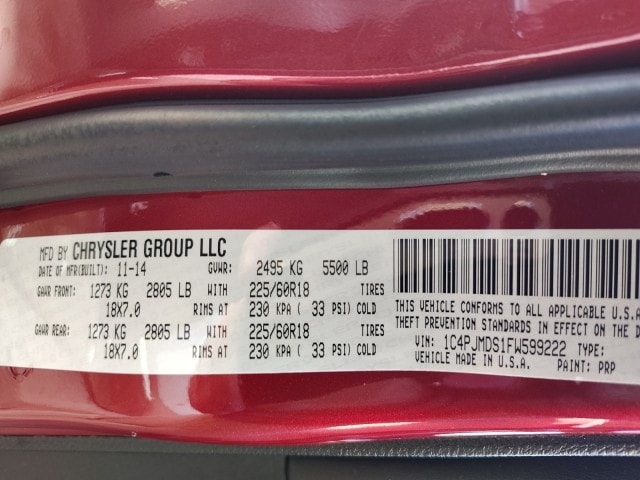 MFD BY CHRYSLER GROUP LLC
DATE OF MFR(BUILT): 11-14 GVWR: 2495 KG 5500 LB
GAWR FRONT: 1273 KG 2805 LB WITH 225/60R18 TIRES
18X7.0 RIMS AT 230 KPA ( 33 PSI) COLD
GAWR REAR: 1273 KG 2805 LB WITH 225/60R18 TIRES
18X7.0 RIMS AT 230 KPA ( 33 PSI) COLD
THIS VEHICLE CONFORMS TO ALL APPLICABLE U.S.A
THEFT PREVENTION STANDARDS IN EFFECT ON THE D
VIN: 1C4PJMDS1FW599222 TYPE:
VEHICLE MADE IN U.S.A. PAINT: PRP